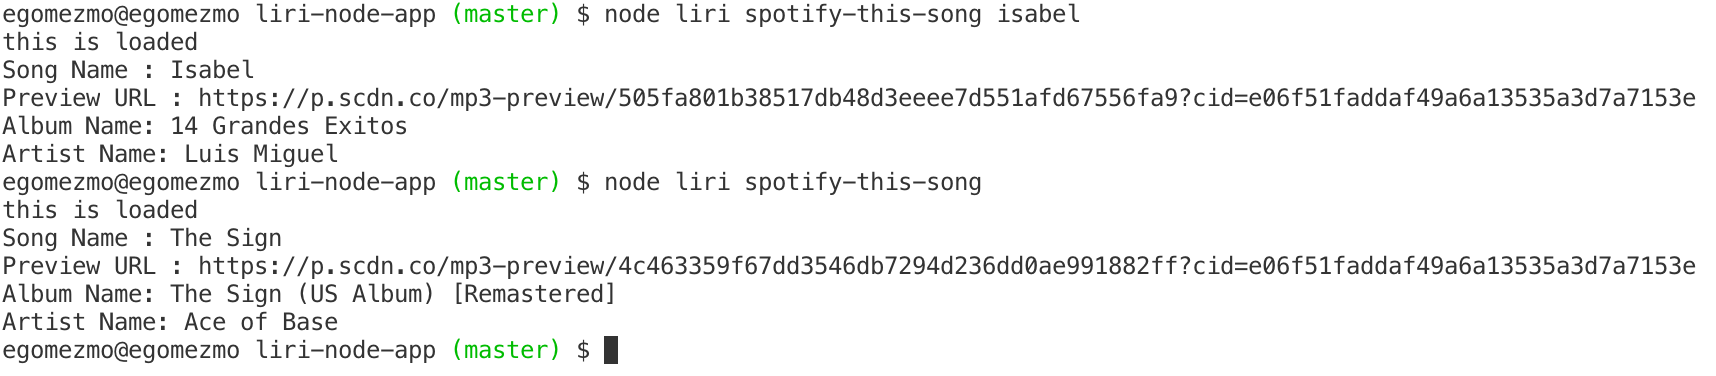 egomezmo@egomezmo liri-node-app (master) $ node liri spotify-this-song isabel
this is loaded
Song Name : Isabel
Preview URL : https://p.scdn.co/mp3-preview/505fa801b38517db48d3eeee7d551afd67556fa9?cid=e06f51faddaf49a6a13535a3d7a7153e
Album Name: 14 Grandes Exitos
Artist Name: Luis Miguel
egomezmo@egomezmo liri-node-app (master) $ node liri spotify-this-song
this is loaded
Song Name : The Sign
Preview URL : https://p.scdn.co/mp3-preview/4c463359f67dd3546db7294d236dd0ae991882ff?cid=e06f51faddaf49a6a13535a3d7a7153e
Album Name: The Sign (US Album) [Remastered]
Artist Name: Ace of Base
egomezmo@egomezmo liri-node-app (master) $